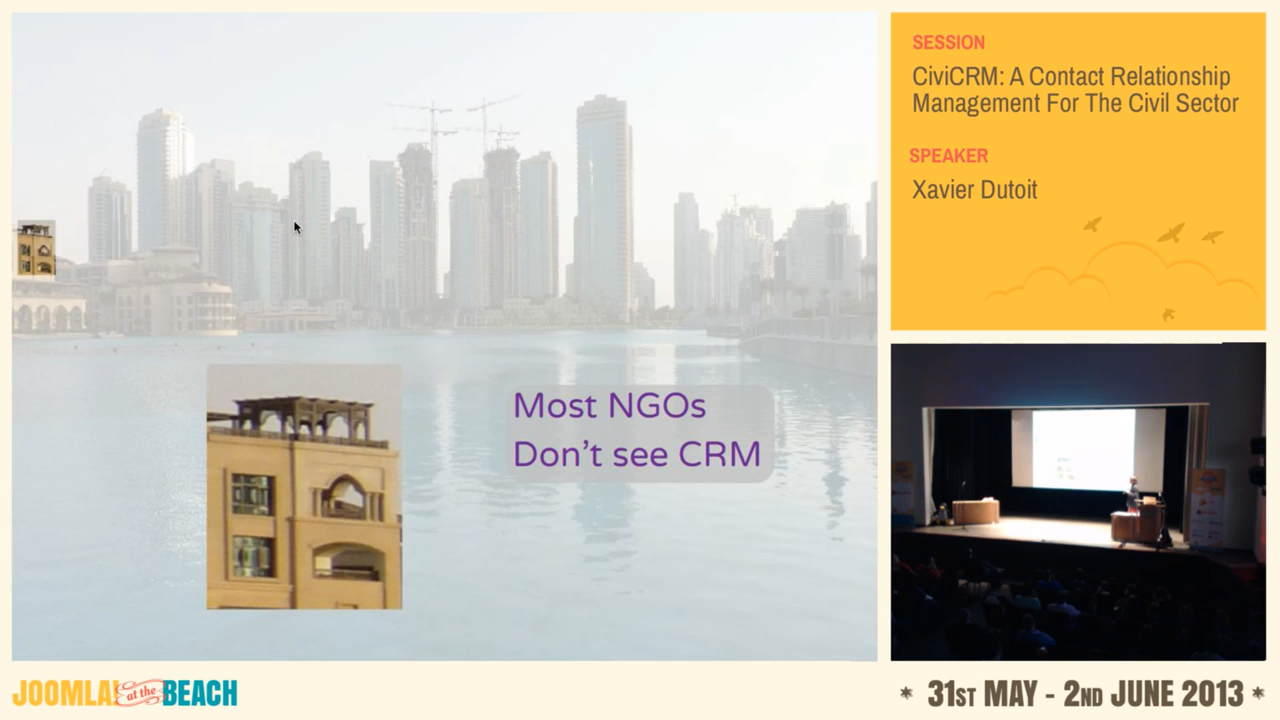 Most NGOs
Don't see CRM
SESSION
CiviCRM: A Contact Relationship
Management For The Civil Sector
SPEAKER
Xavier Dutoit
JOOMLA! at the BEACH
* 31ST MAY - 2ND JUNE 2013 *